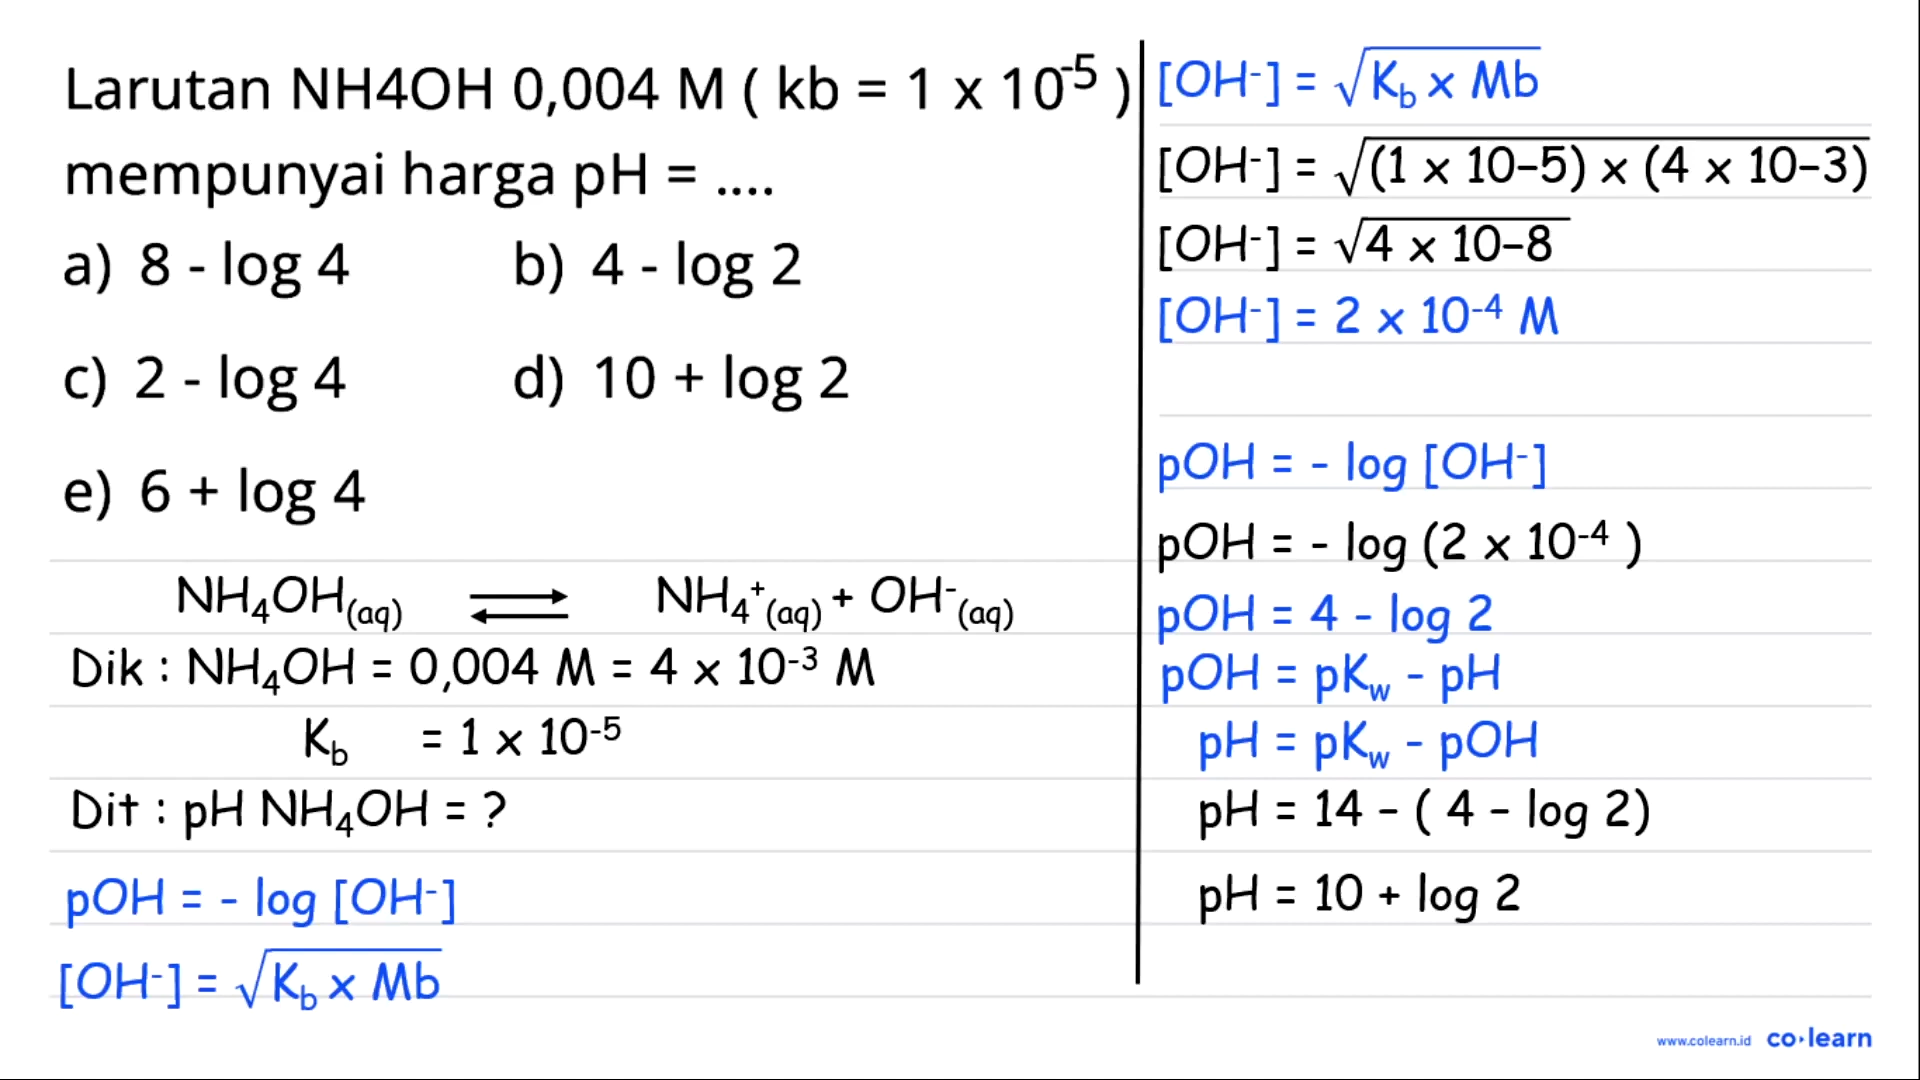 Larutan NH4OH 0,004 M ( kb = 1 x 10⁻⁵ )
mempunyai harga pH = ....
a) 8 - log 4 b) 4 - log 2
c) 2 - log 4 d) 10 + log 2
e) 6 + log 4
NH₄OH₍aq₎ ⇌ NH₄⁺₍aq₎ + OH⁻₍aq₎
Dik : NH₄OH = 0,004 M = 4 x 10⁻³ M
K_b = 1 x 10⁻⁵
Dit : pH NH₄OH = ?
pOH = - log [OH⁻]
[OH⁻] = √K_b x Mb
[OH⁻] = √K_b x Mb
[OH⁻] = √(1 x 10–5) x (4 x 10–3)
[OH⁻] = √4 x 10–8
[OH⁻] = 2 x 10⁻⁴ M
pOH = - log [OH⁻]
pOH = - log (2 x 10⁻⁴ )
pOH = 4 - log 2
pOH = pK_w - pH
pH = pK_w - pOH
pH = 14 – ( 4 – log 2)
pH = 10 + log 2
www.colearn.id co·learn